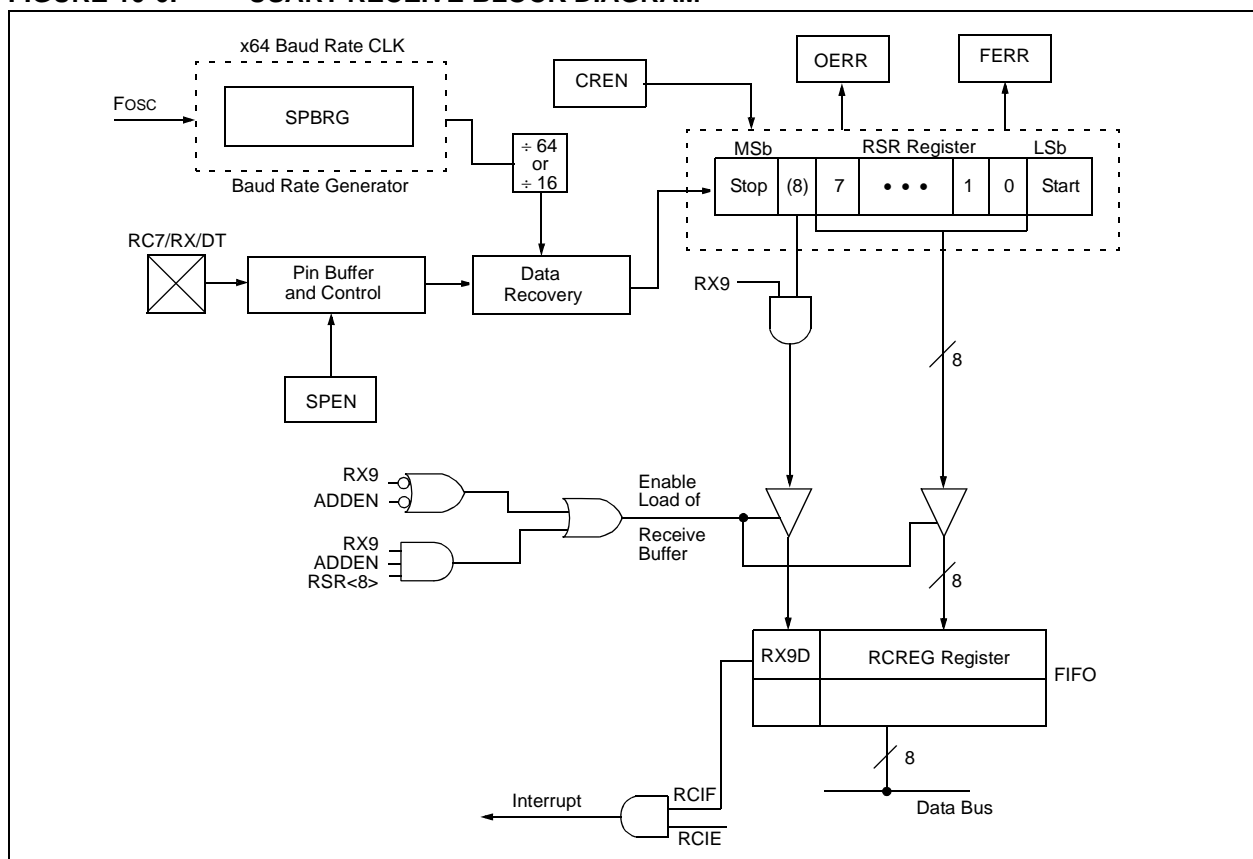 x64 Baud Rate CLK
FOSC
SPBRG
Baud Rate Generator
÷ 64
or
÷ 16
CREN
OERR
FERR
MSb
RSR Register
LSb
Stop
(8)
7
• • •
1
0
Start
RC7/RX/DT
Pin Buffer
and Control
Data
Recovery
SPEN
RX9
8
RX9
ADDEN
RX9
ADDEN
RSR<8>
Enable
Load of
Receive
Buffer
8
RX9D
RCREG Register
FIFO
8
Data Bus
Interrupt
RCIF
RCIE